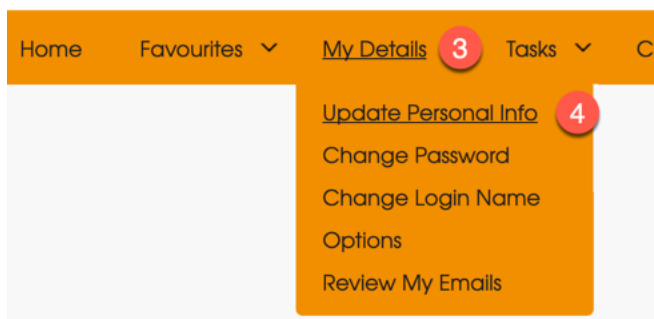 Home Favourites My Details 3 Tasks C
Update Personal Info 4
Change Password
Change Login Name
Options
Review My Emails